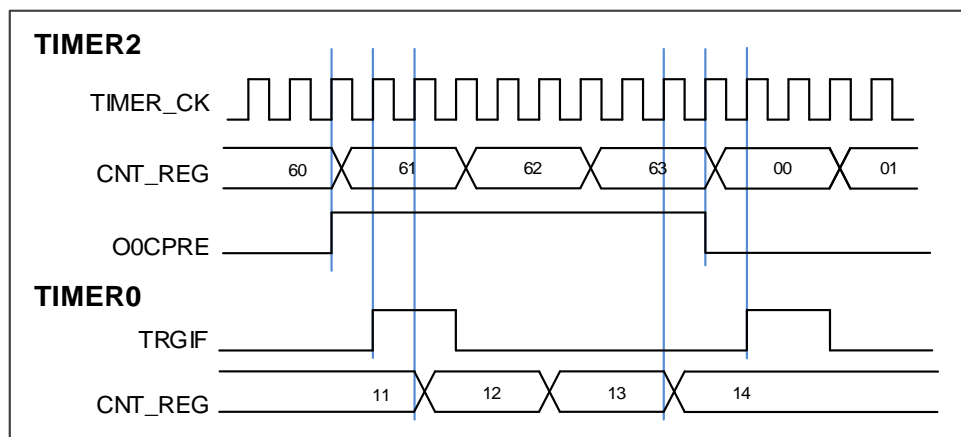 TIMER2
TIMER_CK
CNT_REG 60 61 62 63 00 01
O0CPRE
TIMER0
TRGIF
CNT_REG 11 12 13 14